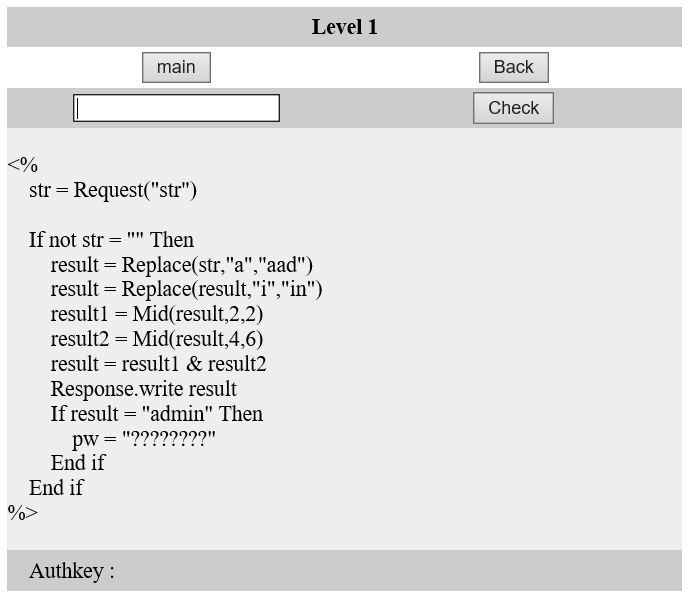 Level 1
main Back
Check
<%
str = Request("str")
If not str = "" Then
result = Replace(str,"a","aad")
result = Replace(result,"i","in")
result1 = Mid(result,2,2)
result2 = Mid(result,4,6)
result = result1 & result2
Response.write result
If result = "admin" Then
pw = "????????"
End if
End if
%>
Authkey :